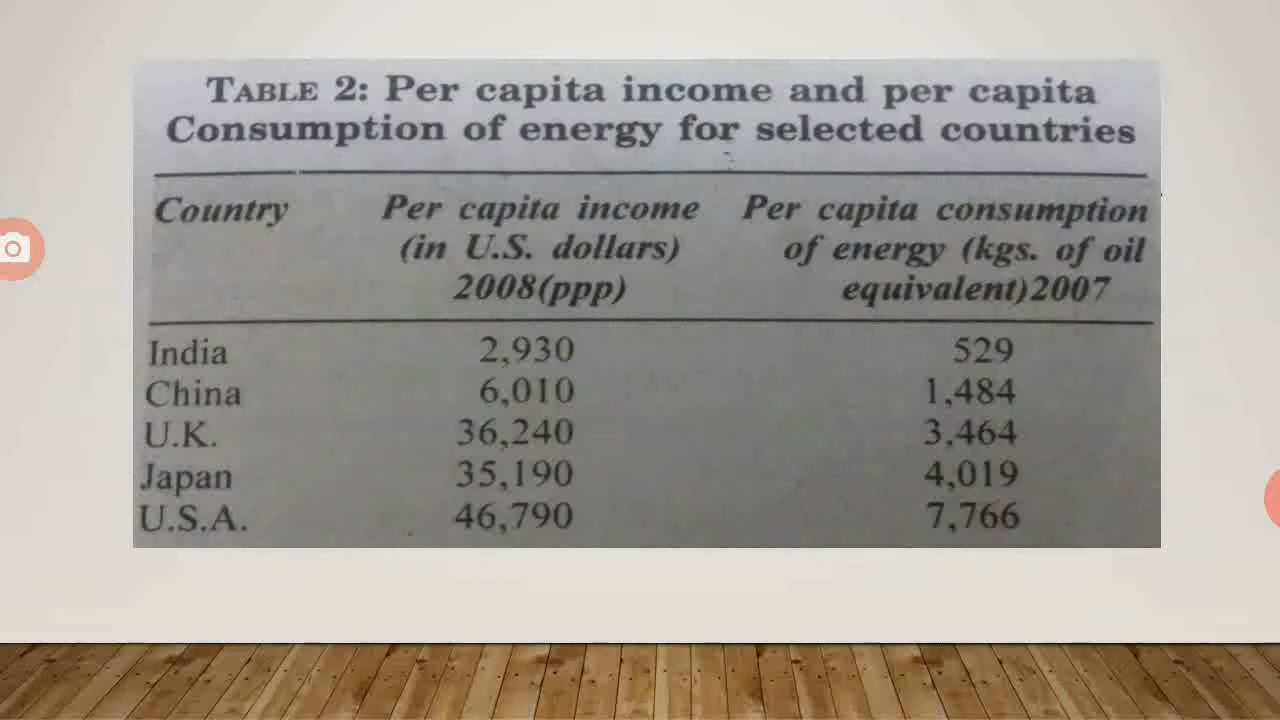 TABLE 2: Per capita income and per capita
Consumption of energy for selected countries
Country Per capita income Per capita consumption
(in U.S. dollars) of energy (kgs. of oil
2008(ppp) equivalent)2007
India 2,930 529
China 6,010 1,484
U.K. 36,240 3,464
Japan 35,190 4,019
U.S.A. 46,790 7,766